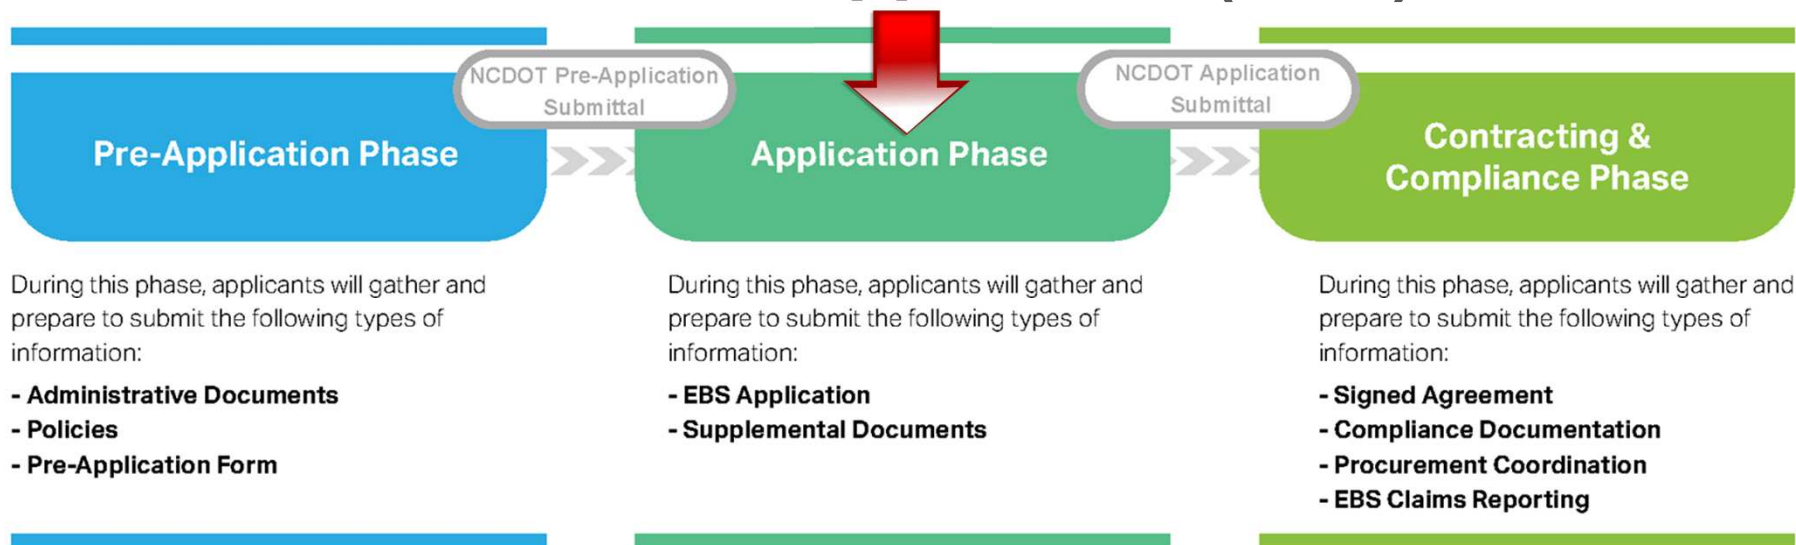 NCDOT Pre-Application
Submittal
NCDOT Application
Submittal
Pre-Application Phase
Application Phase
Contracting &
Compliance Phase
During this phase, applicants will gather and
prepare to submit the following types of
information:
- Administrative Documents
- Policies
- Pre-Application Form
During this phase, applicants will gather and
prepare to submit the following types of
information:
- EBS Application
- Supplemental Documents
During this phase, applicants will gather and
prepare to submit the following types of
information:
- Signed Agreement
- Compliance Documentation
- Procurement Coordination
- EBS Claims Reporting